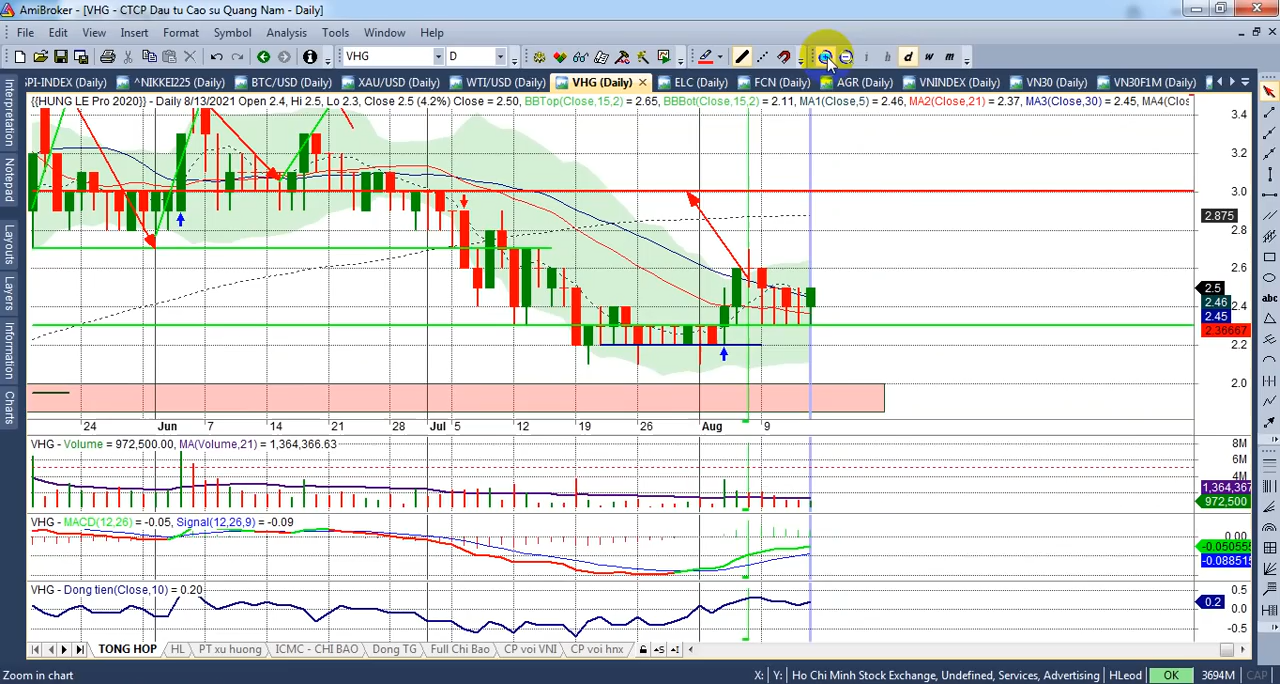 AmiBroker - [VHG - CTCP Dau tu Cao su Quang Nam - Daily]
File Edit View Insert Format Symbol Analysis Tools Window Help
VHG D i h d w m
PI-INDEX (Daily) ^NIKKEI225 (Daily) BTC/USD (Daily) XAU/USD (Daily) WTI/USD (Daily) VHG (Daily) ELC (Daily) FCN (Daily) AGR (Daily) VNINDEX (Daily) VN30 (Daily) VN30F1M (Daily)
{{HUNG LE Pro 2020}} - Daily 8/13/2021 Open 2.4, Hi 2.5, Lo 2.3, Close 2.5 (4.2%) Close = 2.50, BBTop(Close,15,2) = 2.65, BBBot(Close,15,2) = 2.11, MA1(Close,5) = 2.46, MA2(Close,21) = 2.37, MA3(Close,30) = 2.45, MA4(Clos
Interpretation
Notepad
Layouts
Layers
Information
Charts
abc
3.4
3.2
3.0
2.875
2.8
2.6
2.5
2.46
2.45
2.4
2.36667
2.2
2.0
24 Jun 7 14 21 28 Jul 5 12 19 26 Aug 9
VHG - Volume = 972,500.00, MA(Volume,21) = 1,364,366.63
8M
6M
4M
1,364,367
972,500
VHG - MACD(12,26) = -0.05, Signal(12,26,9) = -0.09
0.00
-0.050555
-0.088515
VHG - Dong tien(Close,10) = 0.20
0.5
0.2
0.0
-0.5
TONG HOP HL PT xu huong ICMC - CHI BAO Dong TG Full Chi Bao CP voi VNI CP voi hnx
Zoom in chart X: Y: Ho Chi Minh Stock Exchange, Undefined, Services, Advertising HLeod OK 3694M CAP